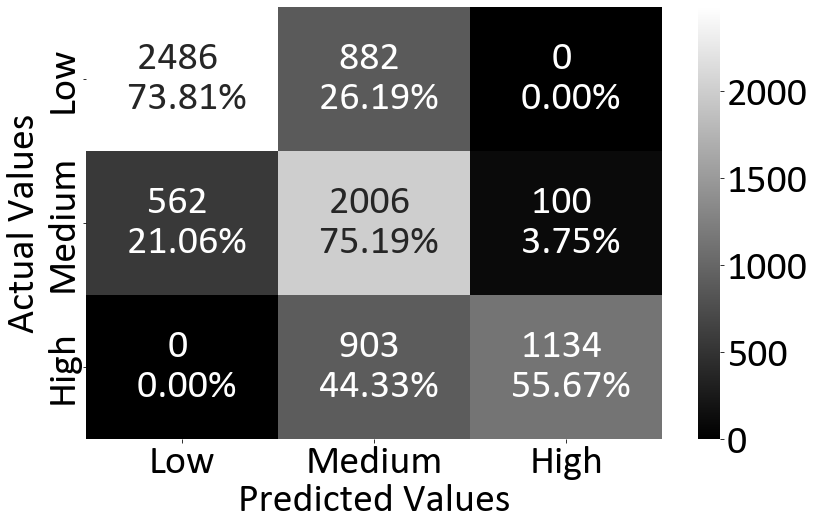 Actual Values
Low
2486
882
0
73.81%
26.19%
0.00%
Medium
562
2006
100
21.06%
75.19%
3.75%
High
0
903
1134
0.00%
44.33%
55.67%
Low
Medium
High
Predicted Values
2000
1500
1000
500
0